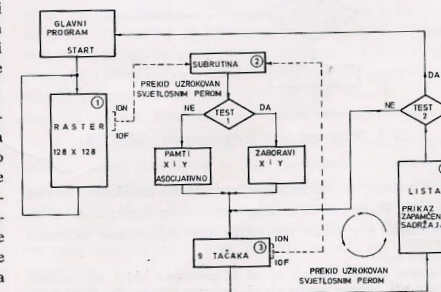 GLAVNI
PROGRAM
START
SUBRUTINA 2
PREKID UZROKOVAN
SVJETLOSNIM PEROM
1
ION
RASTER
IOF
128 X 128
NE
TEST
1
DA
PAMTI
X i Y
ASOCIJATIVNO
ZABORAVI
X i Y
DA
NE
TEST
2
LISTA
PRIKAZ
ZAPAMĆEN
SADRŽAJA
3
ION
9 TAČAKA
IOF
PREKID UZROKOVAN
SVJETLOSNIM PEROM